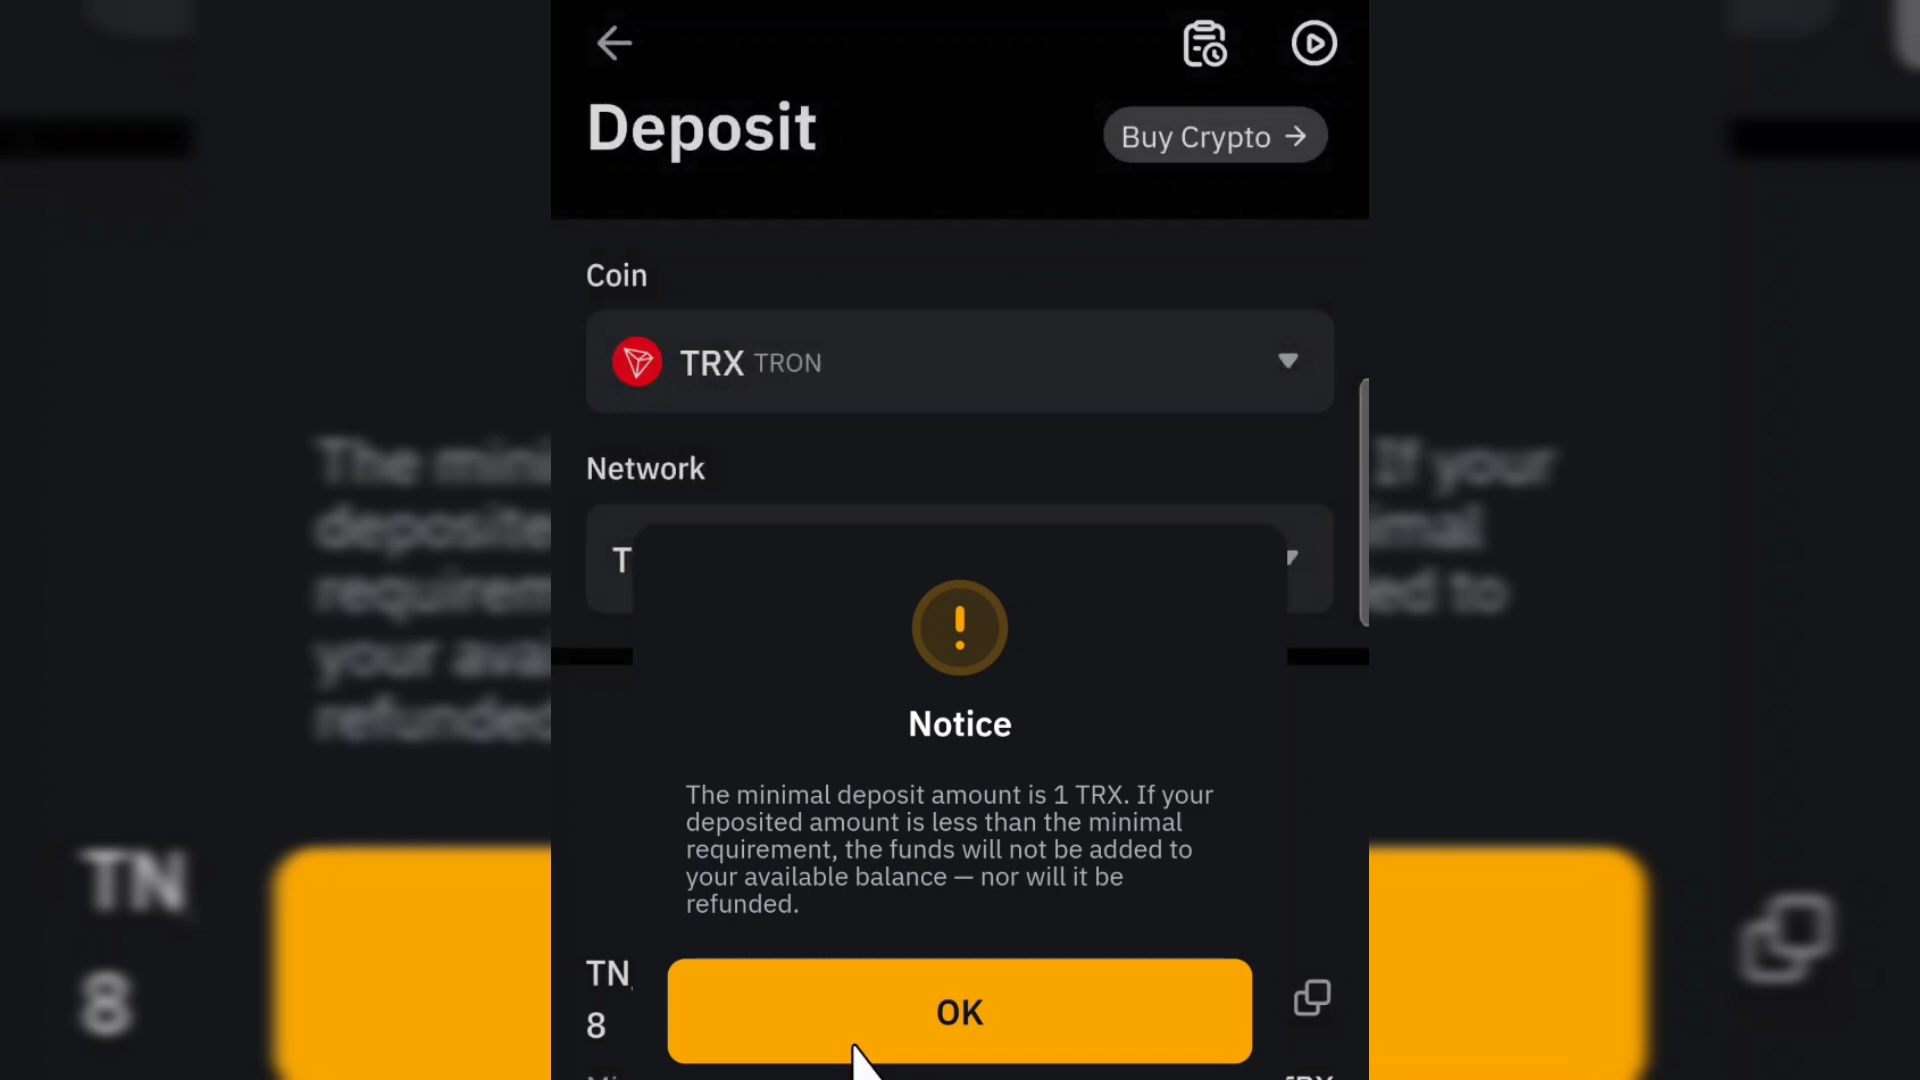 Deposit
Buy Crypto →
Coin
TRX TRON
Network
T
Notice
The minimal deposit amount is 1 TRX. If your
deposited amount is less than the minimal
requirement, the funds will not be added to
your available balance — nor will it be
refunded.
TN
8
OK